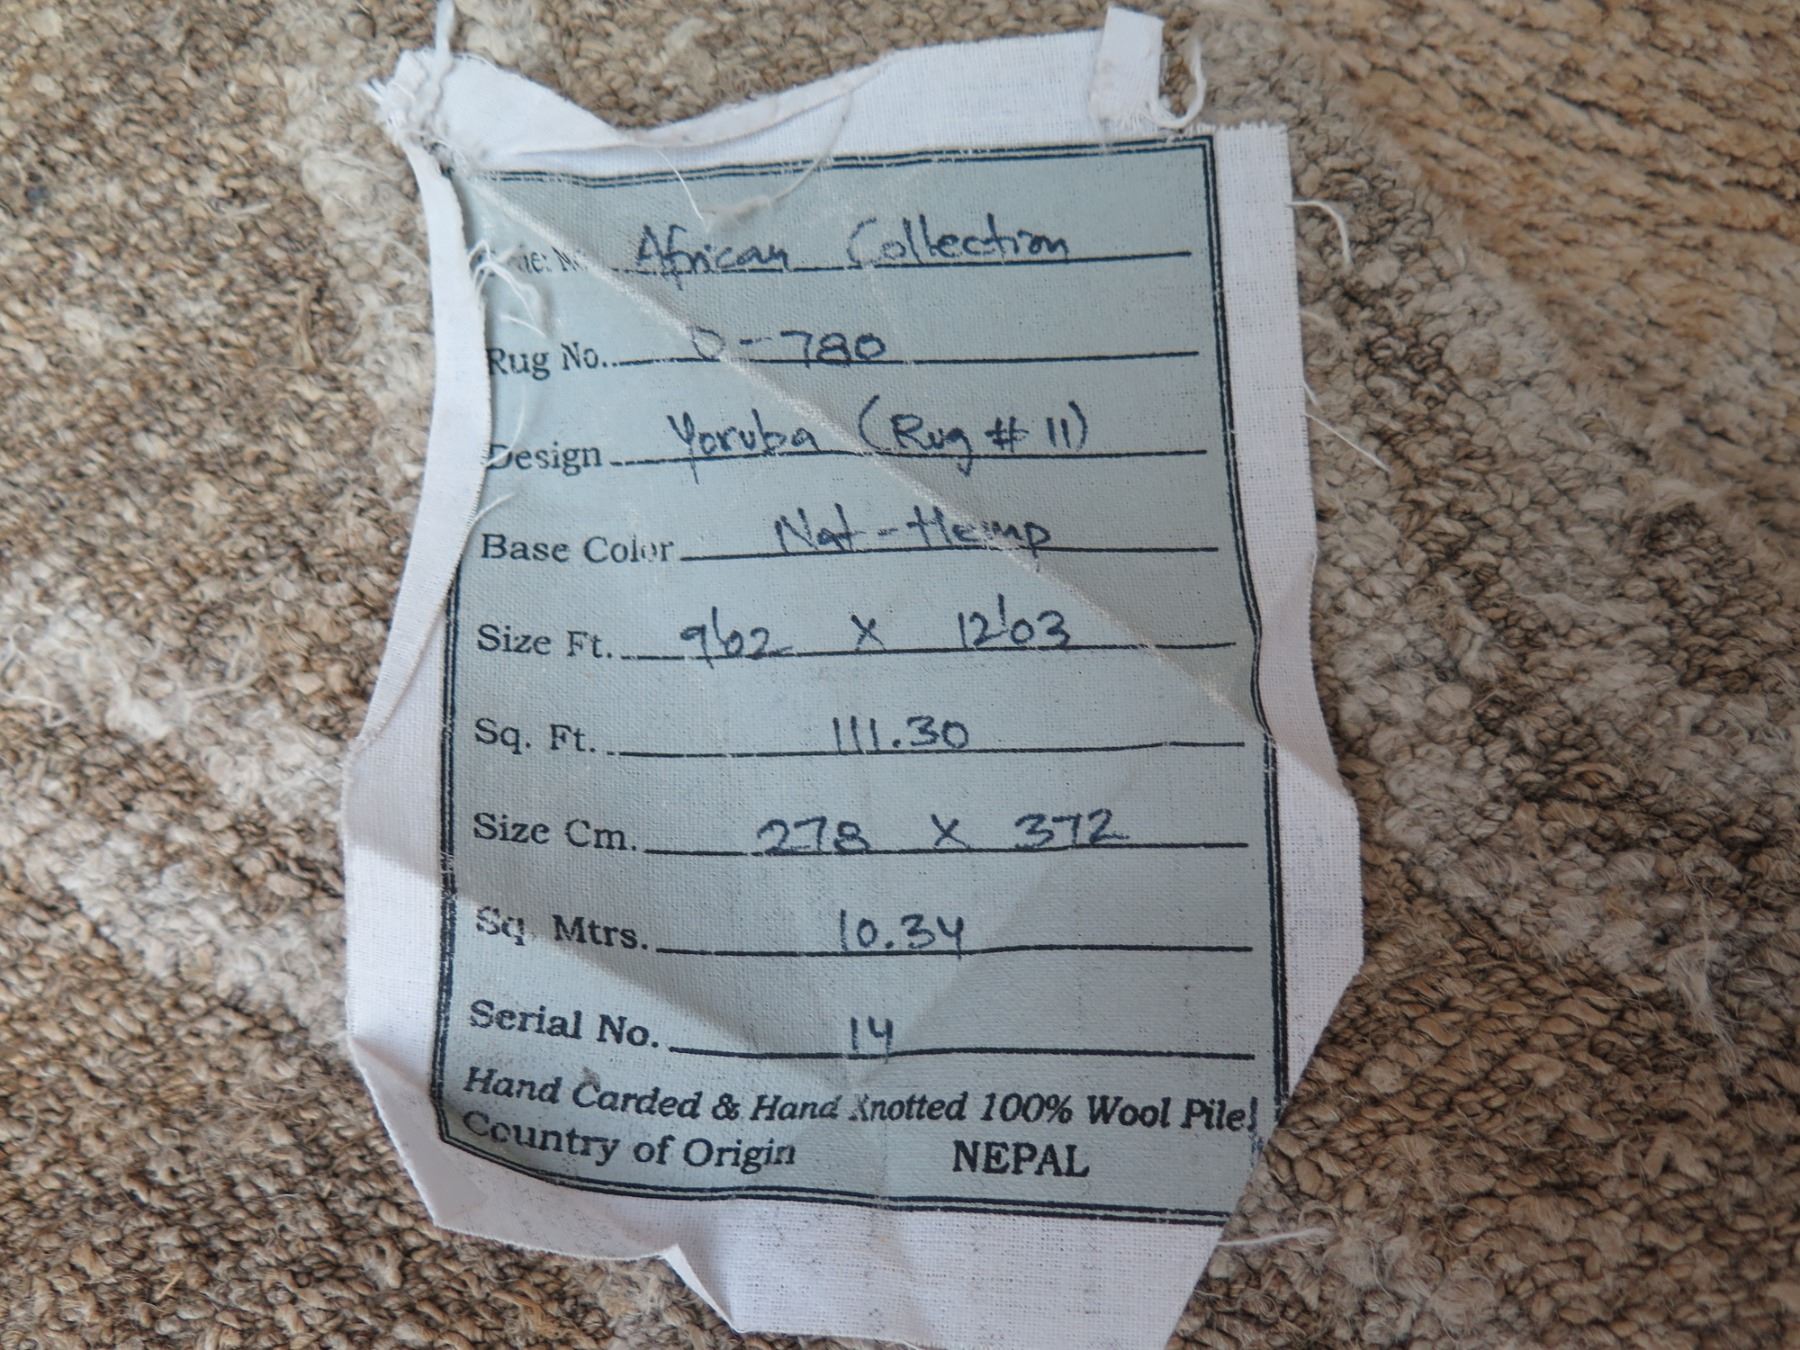 African Collection
Rug No. 0-780
Design Yoruba (Rug # 11)
Base Color Nat-Hemp
Size Ft. 9'02 X 12'03
Sq. Ft. 111.30
Size Cm. 278 X 372
Sq. Mtrs. 10.34
Serial No. 14
Hand Carded & Hand Knotted 100% Wool Pile!
Country of Origin NEPAL